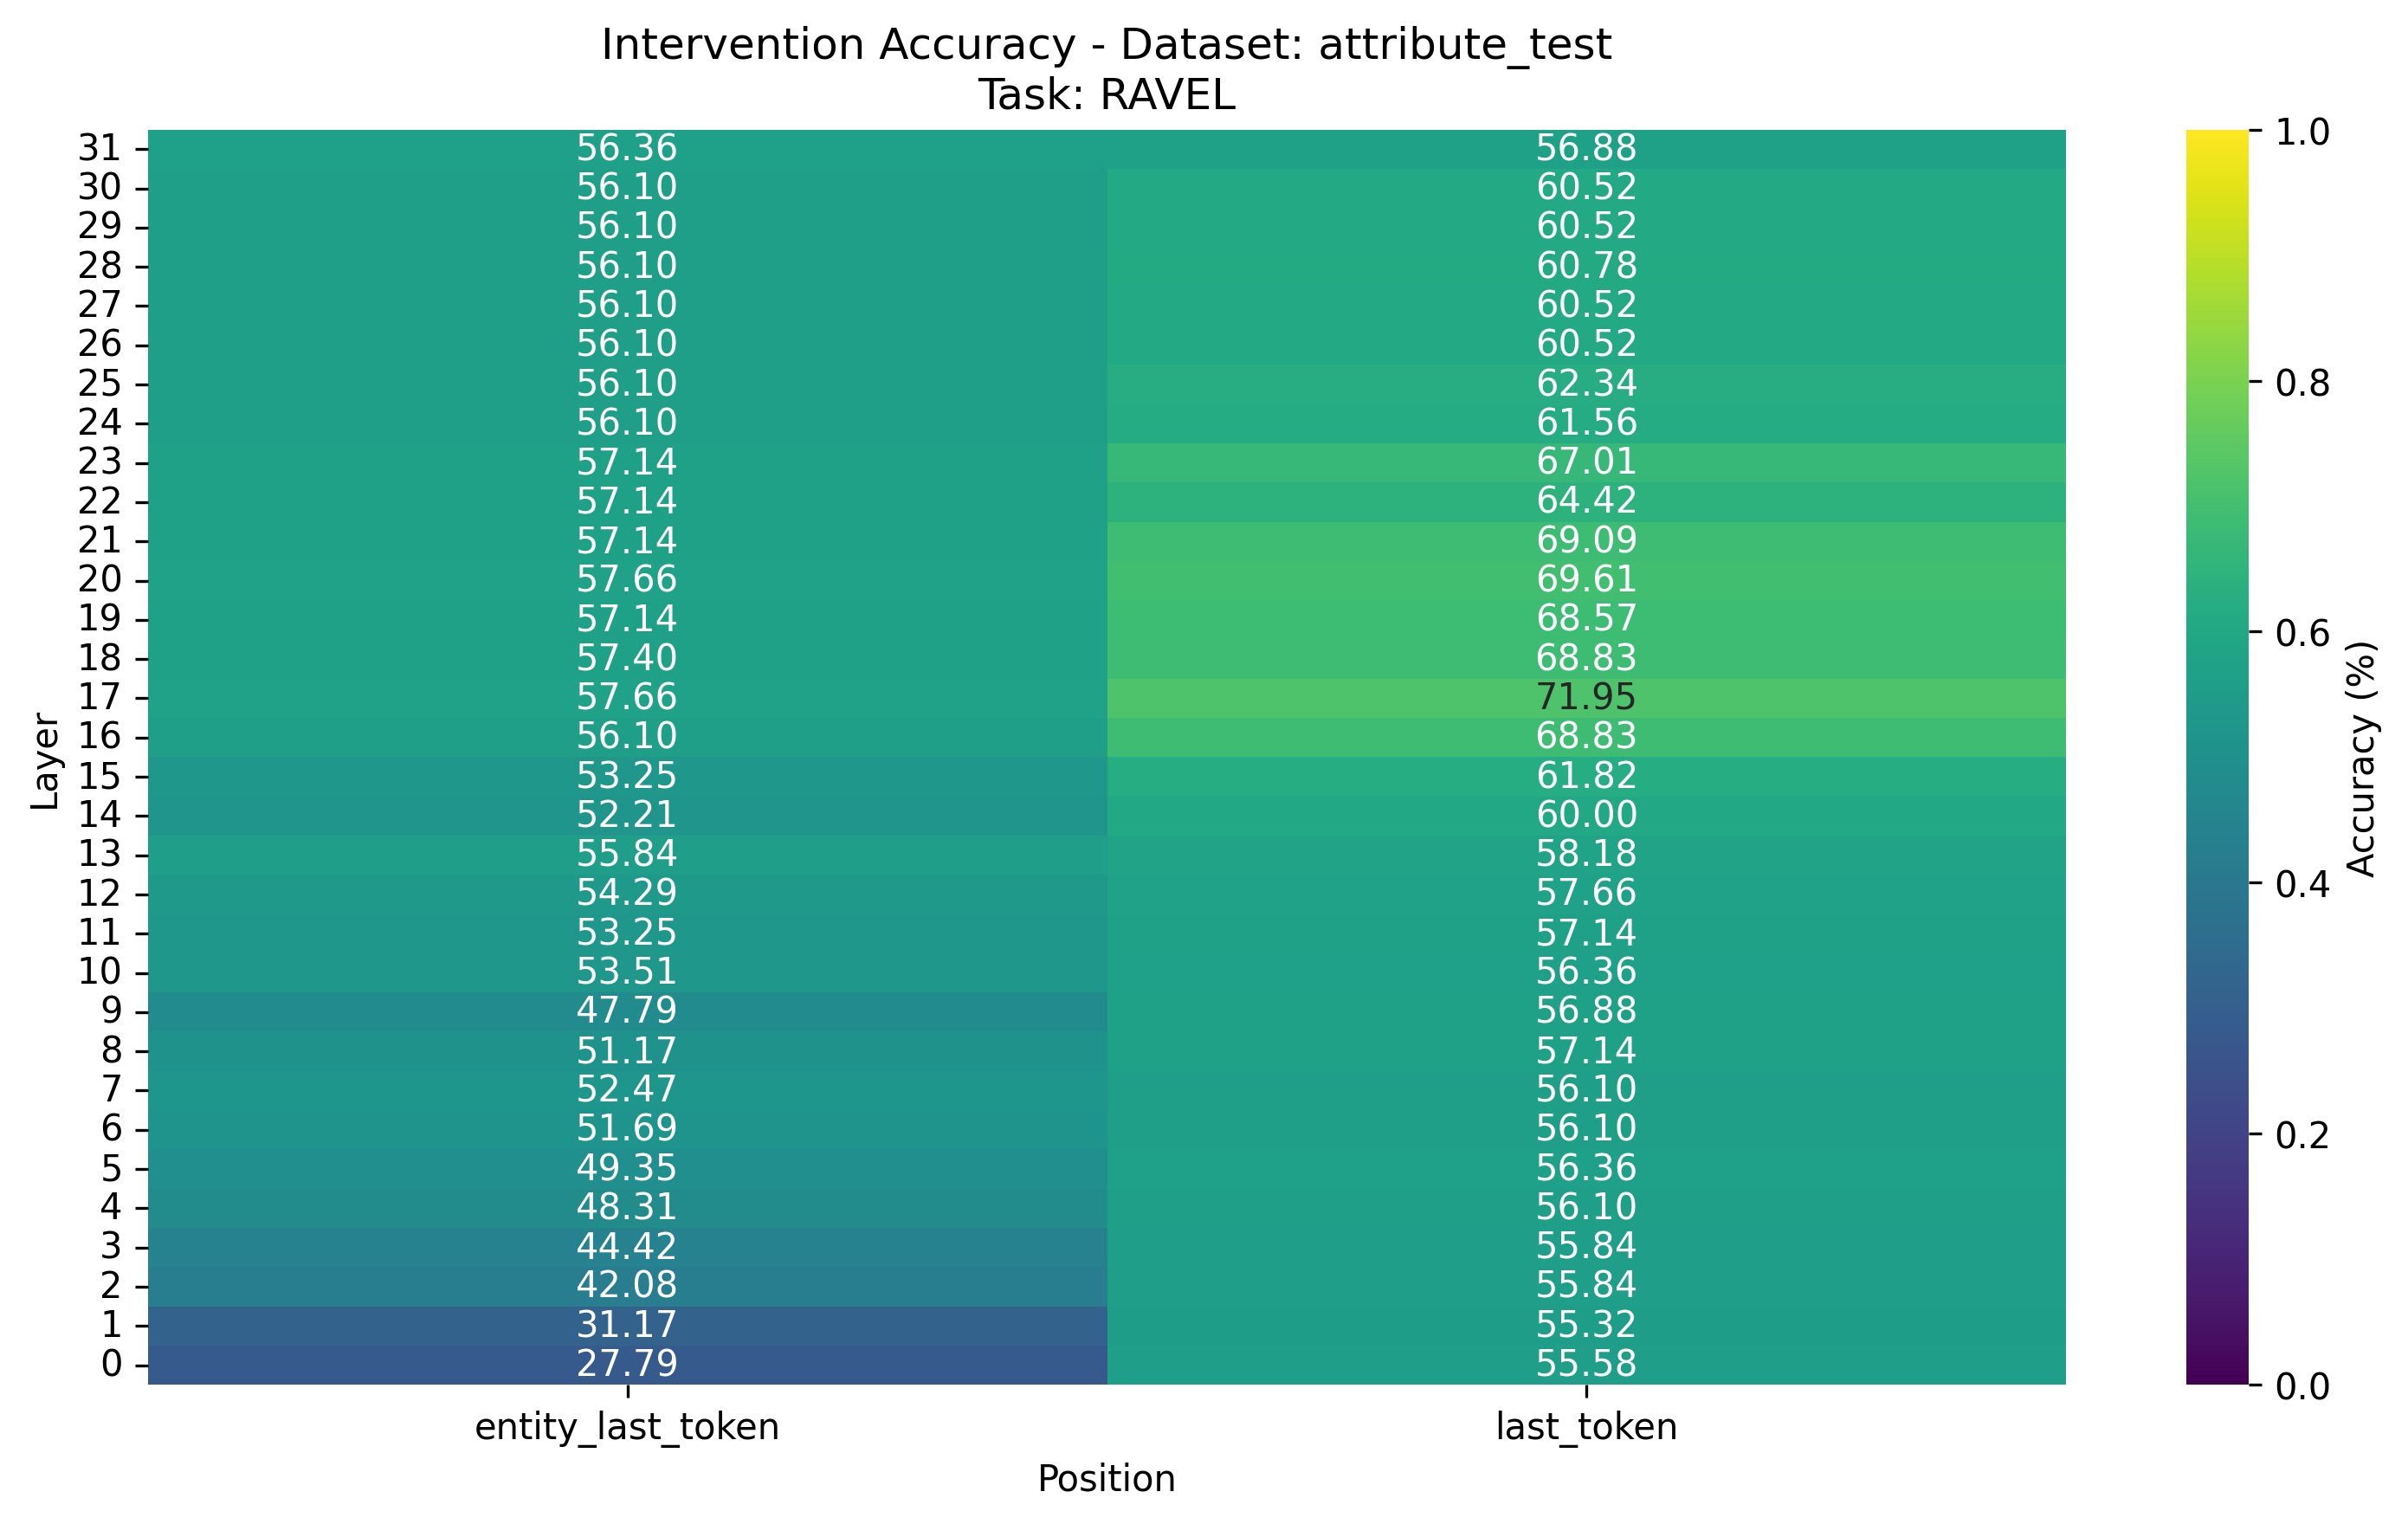 Intervention Accuracy - Dataset: attribute_test
Task: RAVEL
31 56.36 56.88
30 56.10 60.52
29 56.10 60.52
28 56.10 60.78
27 56.10 60.52
26 56.10 60.52
25 56.10 62.34
24 56.10 61.56
23 57.14 67.01
22 57.14 64.42
21 57.14 69.09
20 57.66 69.61
19 57.14 68.57
18 57.40 68.83
17 57.66 71.95
16 56.10 68.83
15 53.25 61.82
14 52.21 60.00
13 55.84 58.18
12 54.29 57.66
11 53.25 57.14
10 53.51 56.36
9 47.79 56.88
8 51.17 57.14
7 52.47 56.10
6 51.69 56.10
5 49.35 56.36
4 48.31 56.10
3 44.42 55.84
2 42.08 55.84
1 31.17 55.32
0 27.79 55.58
Layer
entity_last_token last_token
Position
1.0
0.8
0.6
0.4
0.2
0.0
Accuracy (%)